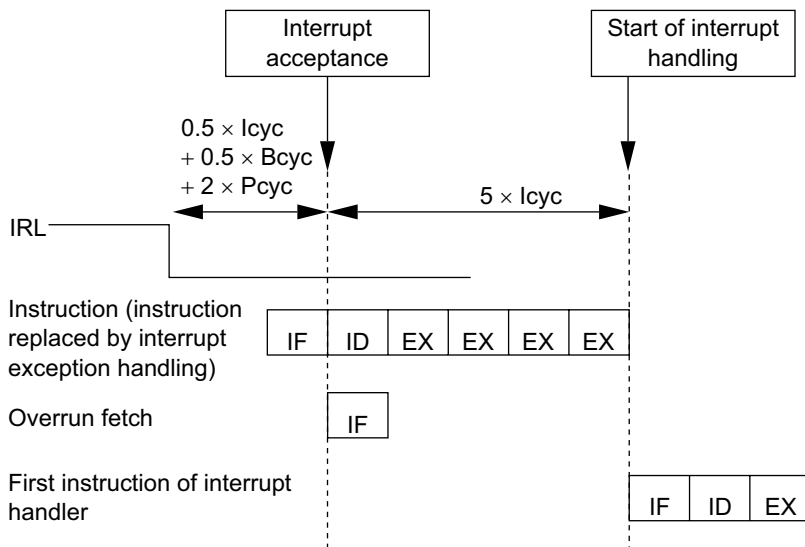 Interrupt
acceptance
Start of interrupt
handling
0.5 × Icyc
+ 0.5 × Bcyc
+ 2 × Pcyc
5 × Icyc
IRL
Instruction (instruction
replaced by interrupt
exception handling)
IF ID EX EX EX EX
Overrun fetch
IF
First instruction of interrupt
handler
IF ID EX